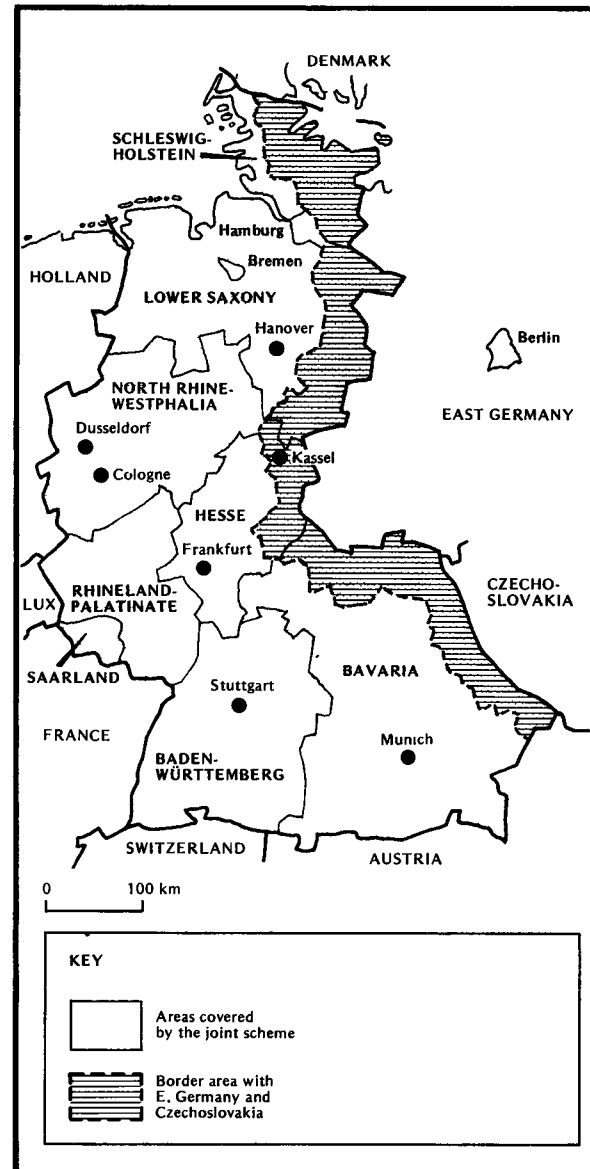 DENMARK
SCHLESWIG-
HOLSTEIN
Hamburg
Bremen
HOLLAND
LOWER SAXONY
Hanover
Berlin
NORTH RHINE-
WESTPHALIA
EAST GERMANY
Dusseldorf
Cologne
Kassel
HESSE
Frankfurt
RHINELAND-
PALATINATE
LUX
CZECHO-
SLOVAKIA
SAARLAND
BAVARIA
Stuttgart
FRANCE
Munich
BADEN-
WÜRTTEMBERG
SWITZERLAND
AUSTRIA
0 100 km
KEY
Areas covered
by the joint scheme
Border area with
E. Germany and
Czechoslovakia